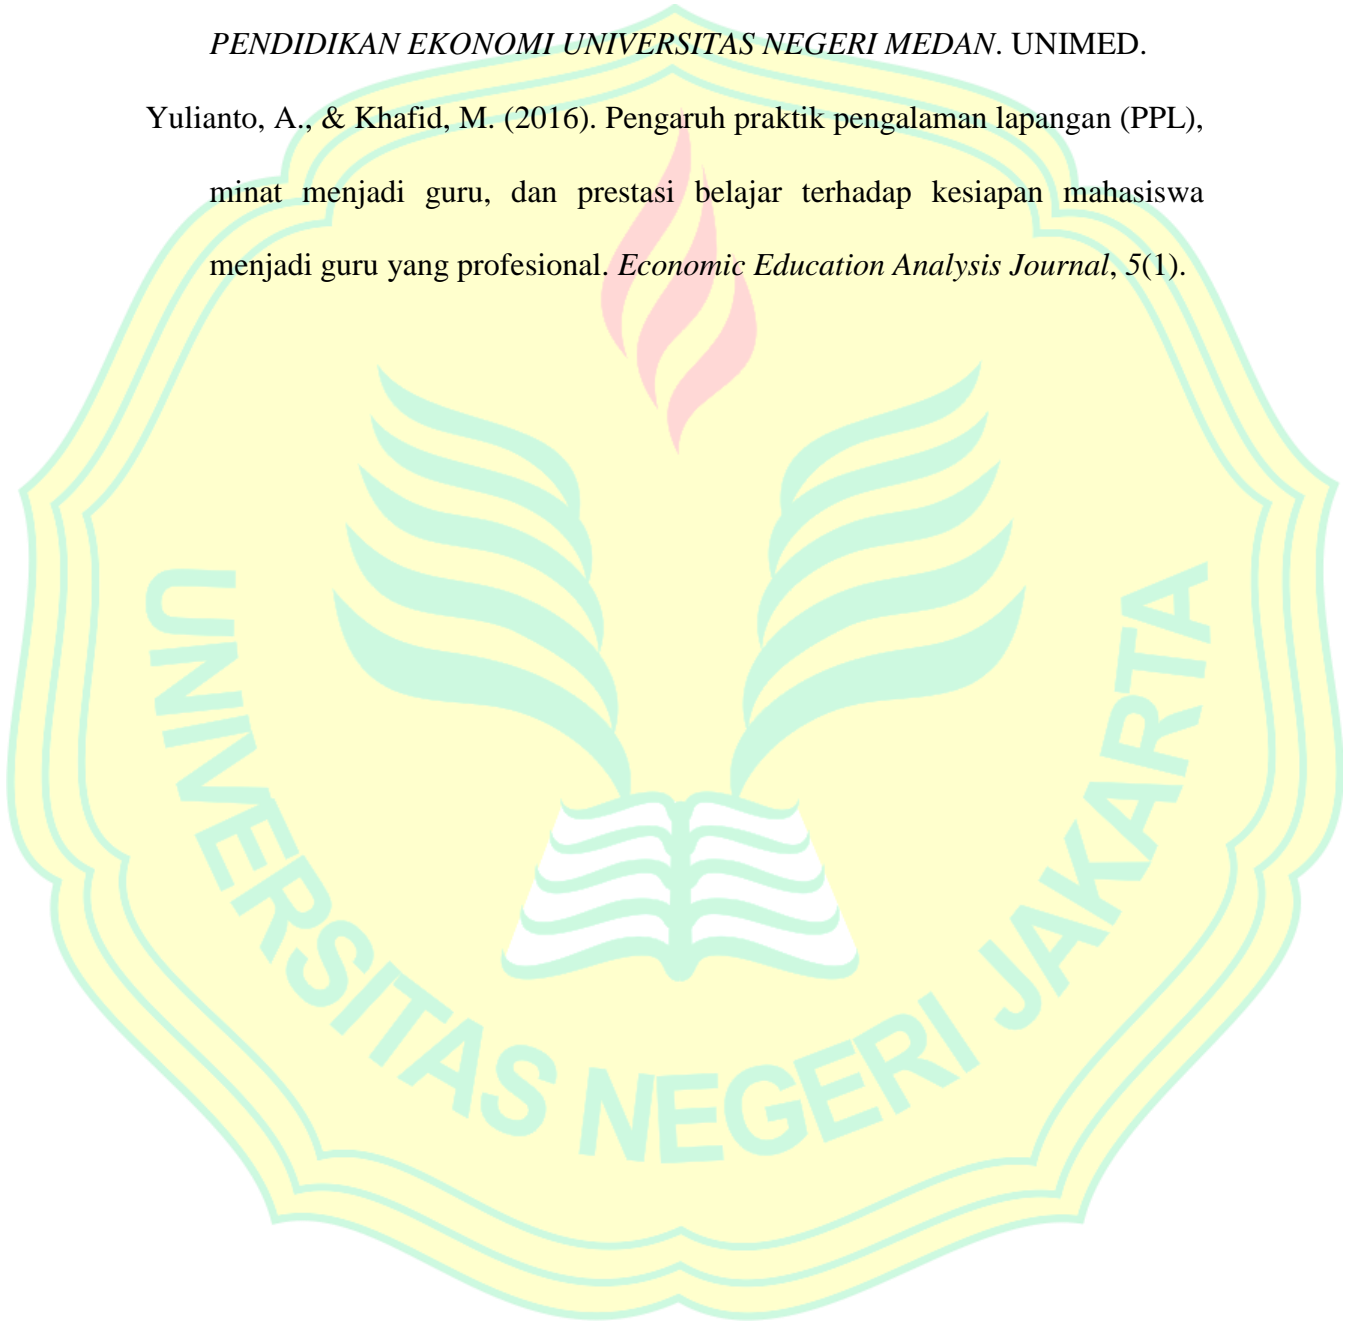 PENDIDIKAN EKONOMI UNIVERSITAS NEGERI MEDAN. UNIMED.
Yulianto, A., & Khafid, M. (2016). Pengaruh praktik pengalaman lapangan (PPL),
minat menjadi guru, dan prestasi belajar terhadap kesiapan mahasiswa
menjadi guru yang profesional. Economic Education Analysis Journal, 5(1).
UNIVERSITAS NEGERI JAKARTA